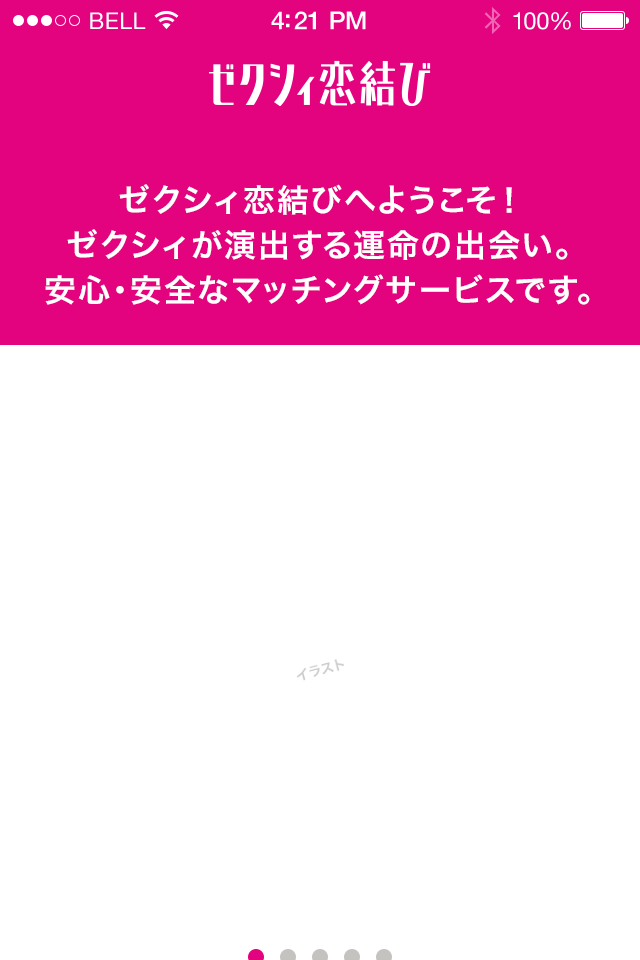 BELL 4:21 PM 100%
ゼクシィ恋結び
ゼクシィ恋結びへようこそ！
ゼクシィが演出する運命の出会い。
安心・安全なマッチングサービスです。
イラスト